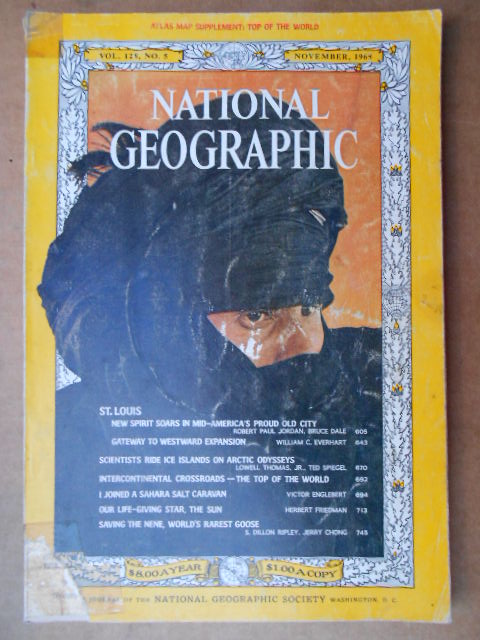 ATLAS MAP SUPPLEMENT: TOP OF THE WORLD
VOL. 128, NO. 5
NOVEMBER, 1965
NATIONAL
GEOGRAPHIC
ST. LOUIS
NEW SPIRIT SOARS IN MID-AMERICA'S PROUD OLD CITY
ROBERT PAUL JORDAN, BRUCE DALE 605
GATEWAY TO WESTWARD EXPANSION WILLIAM C. EVERHART 643
SCIENTISTS RIDE ICE ISLANDS ON ARCTIC ODYSSEYS
LOWELL THOMAS, JR., TED SPIEGEL 670
INTERCONTINENTAL CROSSROADS—THE TOP OF THE WORLD 692
I JOINED A SAHARA SALT CARAVAN VICTOR ENGLEBERT 694
OUR LIFE-GIVING STAR, THE SUN HERBERT FRIEDMAN 713
SAVING THE NENE, WORLD'S RAREST GOOSE
S. DILLON RIPLEY, JERRY CHONG 745
$8.00 A YEAR
$1.00 A COPY
JOURNAL OF THE NATIONAL GEOGRAPHIC SOCIETY WASHINGTON, D. C.